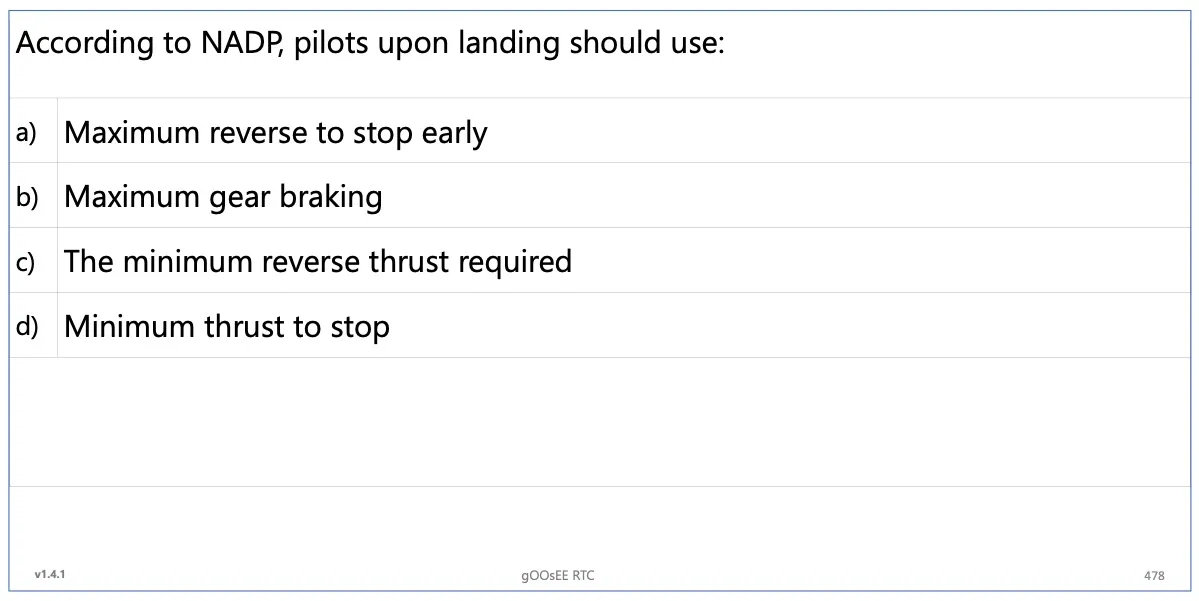 According to NADP, pilots upon landing should use:
a) Maximum reverse to stop early
b) Maximum gear braking
c) The minimum reverse thrust required
d) Minimum thrust to stop
v1.4.1 gOOsEE RTC 478